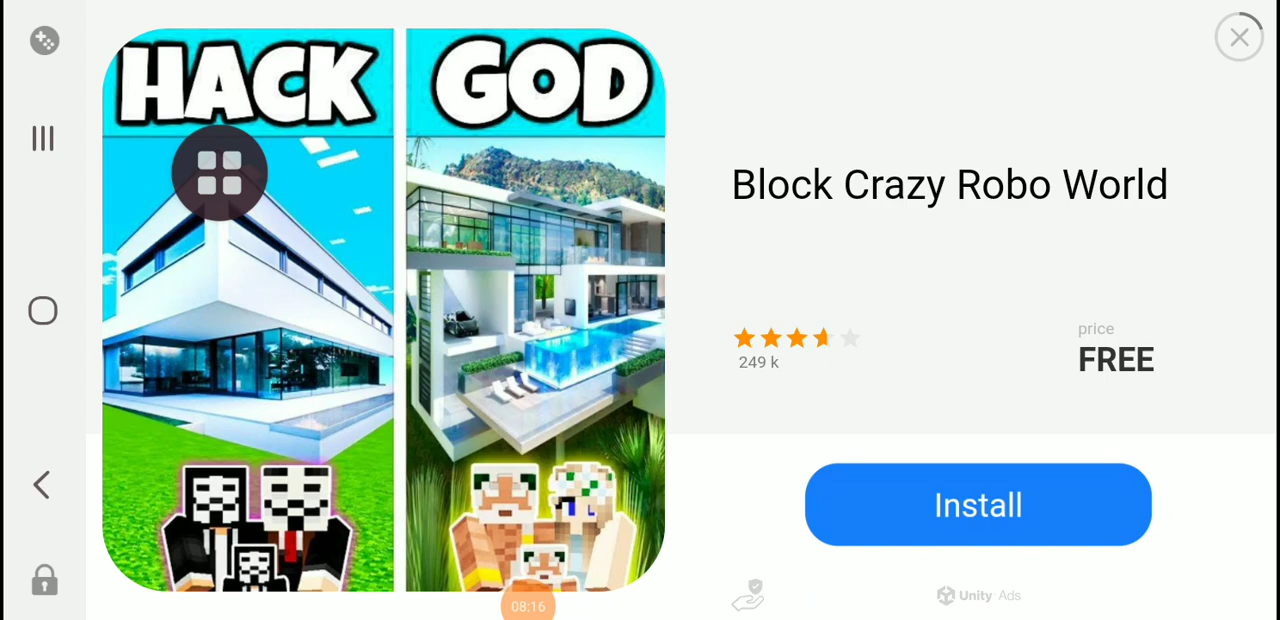 HACK
GOD
Block Crazy Robo World
249 k
price
FREE
Install
08:16
Unity Ads